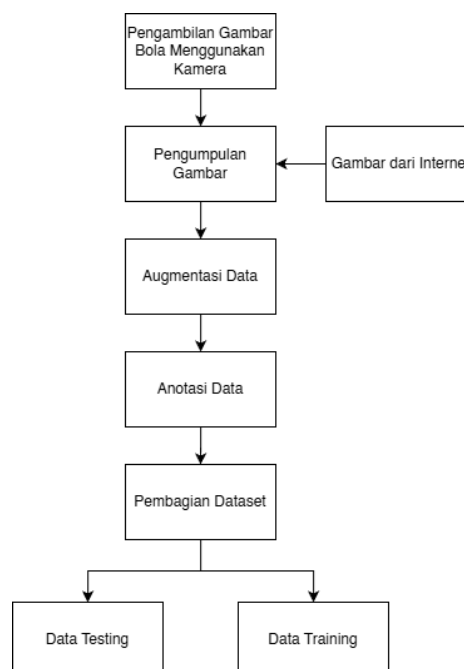 Pengambilan Gambar
Bola Menggunakan
Kamera
Pengumpulan
Gambar
Gambar dari Interne
Augmentasi Data
Anotasi Data
Pembagian Dataset
Data Testing
Data Training